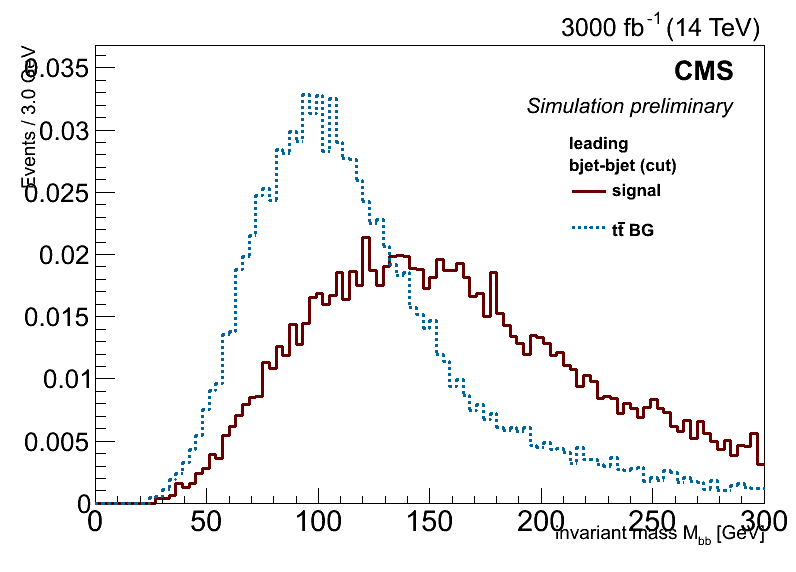 3000 fb⁻¹ (14 TeV)
CMS
Simulation preliminary
leading
bjet-bjet (cut)
signal
tt̅ BG
Events / 3.0 GeV
0.035
0.03
0.025
0.02
0.015
0.01
0.005
0
0 50 100 150 200 250 300
invariant mass M_bb [GeV]